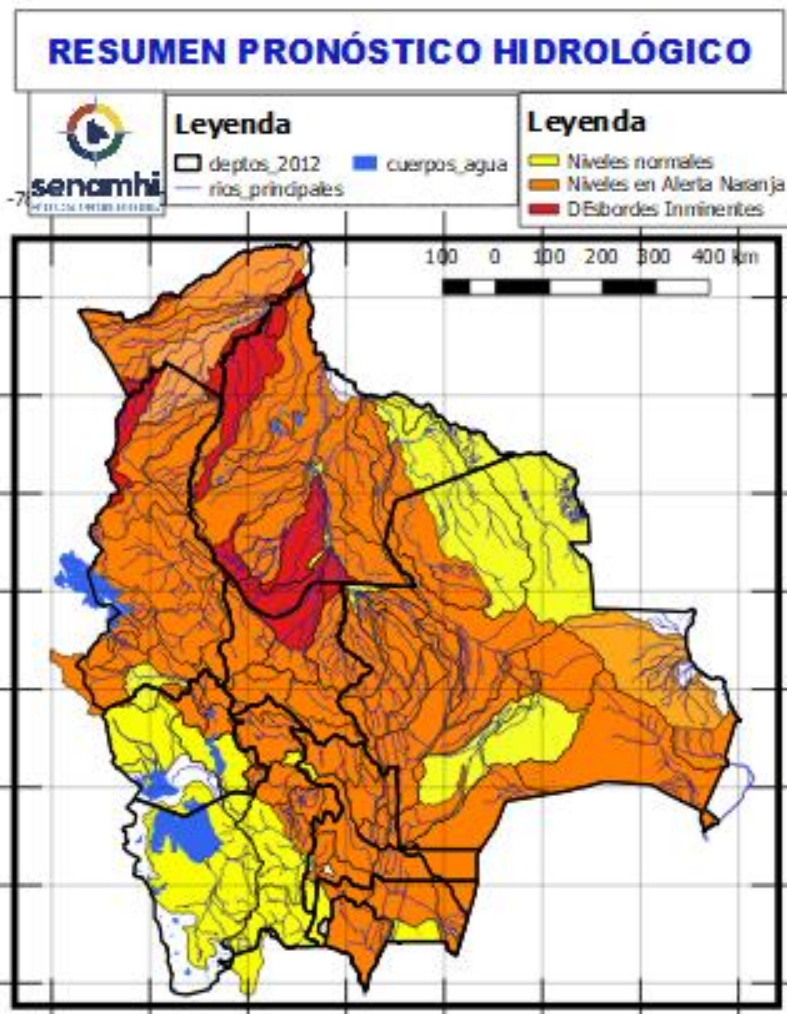 RESUMEN PRONÓSTICO HIDROLÓGICO
senamhi
Leyenda
deptos_2012
cuerpos_agua
rios_principales
Leyenda
Niveles normales
Niveles en Alerta Naranja
DEsbordes Inminentes
100 0 100 200 300 400 km